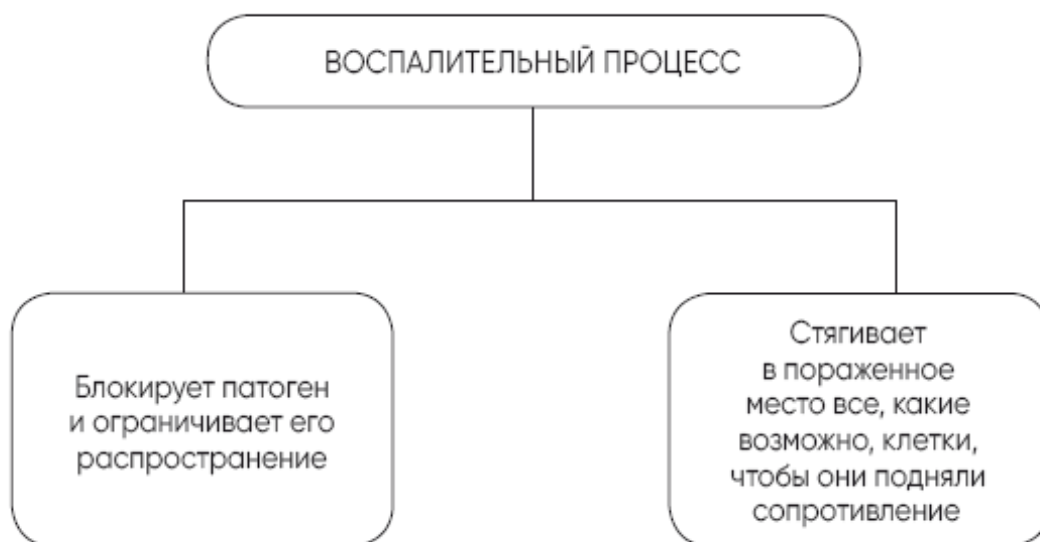 ВОСПАЛИТЕЛЬНЫЙ ПРОЦЕСС
Блокирует патоген
и ограничивает его
распространение
Стягивает
в пораженное
место все, какие
возможно, клетки,
чтобы они подняли
сопротивление